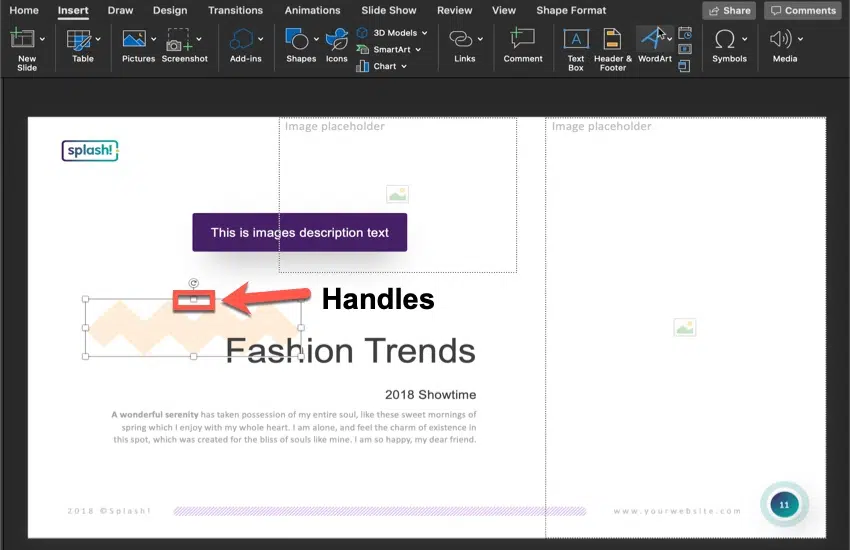 Home Insert Draw Design Transitions Animations Slide Show Review View Shape Format Share Comments
New Slide
Table
Pictures
Screenshot
Add-ins
Shapes
Icons
3D Models
SmartArt
Chart
Links
Comment
Text Box
Header & Footer
WordArt
Symbols
Media
Image placeholder
Image placeholder
splash!
This is images description text
Handles
Fashion Trends
2018 Showtime
A wonderful serenity has taken possession of my entire soul, like these sweet mornings of
spring which I enjoy with my whole heart. I am alone, and feel the charm of existence in
this spot, which was created for the bliss of souls like mine. I am so happy, my dear friend.
2018 ©Splash!
www.yourwebsite.com
11